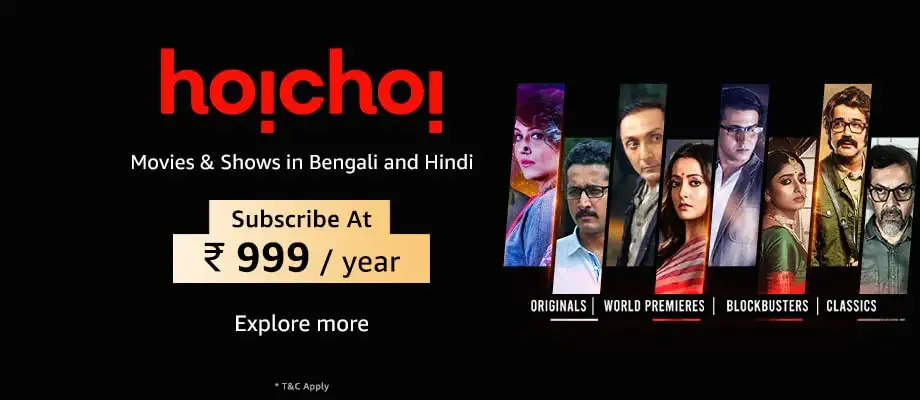 hoichoi
Movies & Shows in Bengali and Hindi
Subscribe At
₹ 999 / year
Explore more
* T&C Apply
ORIGINALS | WORLD PREMIERES | BLOCKBUSTERS | CLASSICS